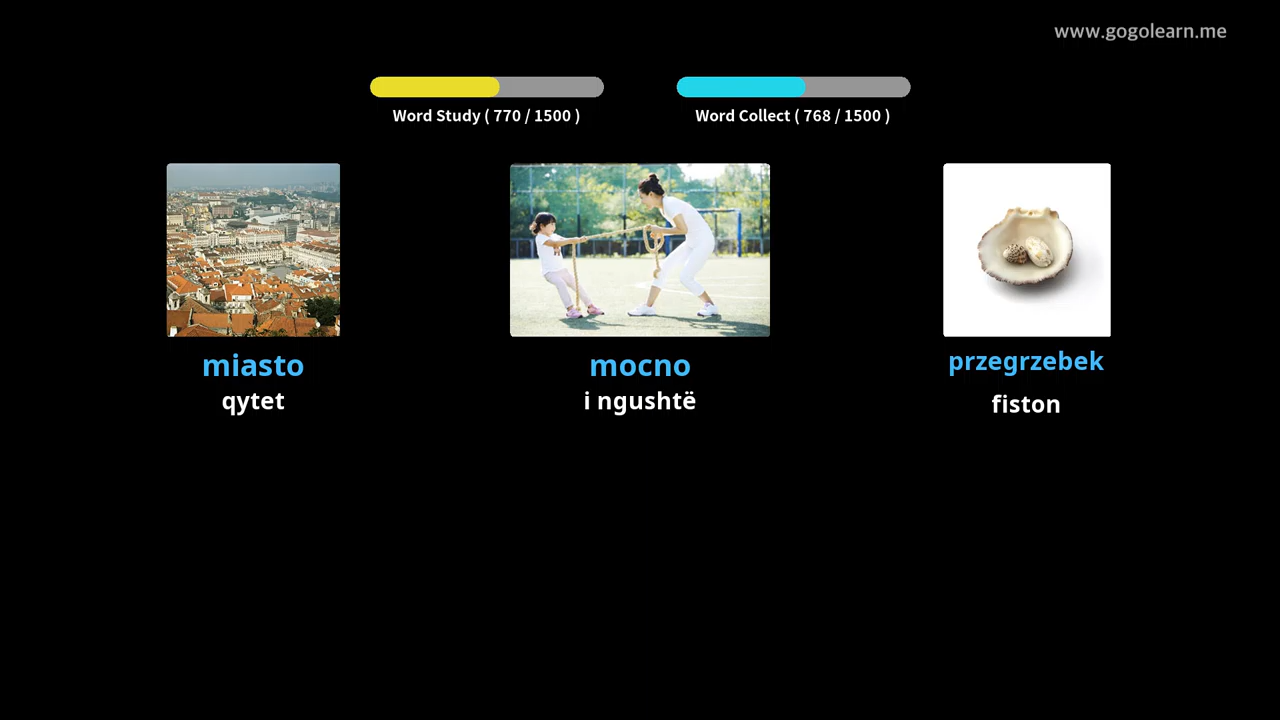 www.gogolearn.me
Word Study ( 770 / 1500 )
Word Collect ( 768 / 1500 )
miasto
qytet
mocno
i ngushtë
przegrzebek
fiston